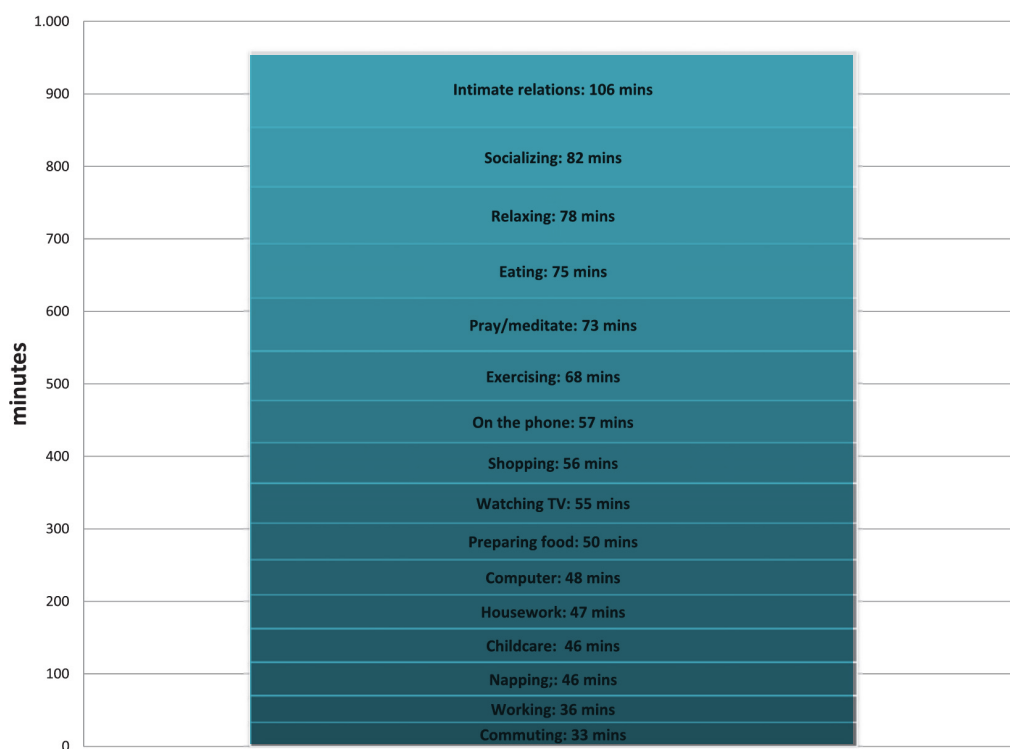 1.000
900
800
700
600
500
400
300
200
100
0
minutes
Intimate relations: 106 mins
Socializing: 82 mins
Relaxing: 78 mins
Eating: 75 mins
Pray/meditate: 73 mins
Exercising: 68 mins
On the phone: 57 mins
Shopping: 56 mins
Watching TV: 55 mins
Preparing food: 50 mins
Computer: 48 mins
Housework: 47 mins
Childcare:  46 mins
Napping;: 46 mins
Working: 36 mins
Commuting: 33 mins